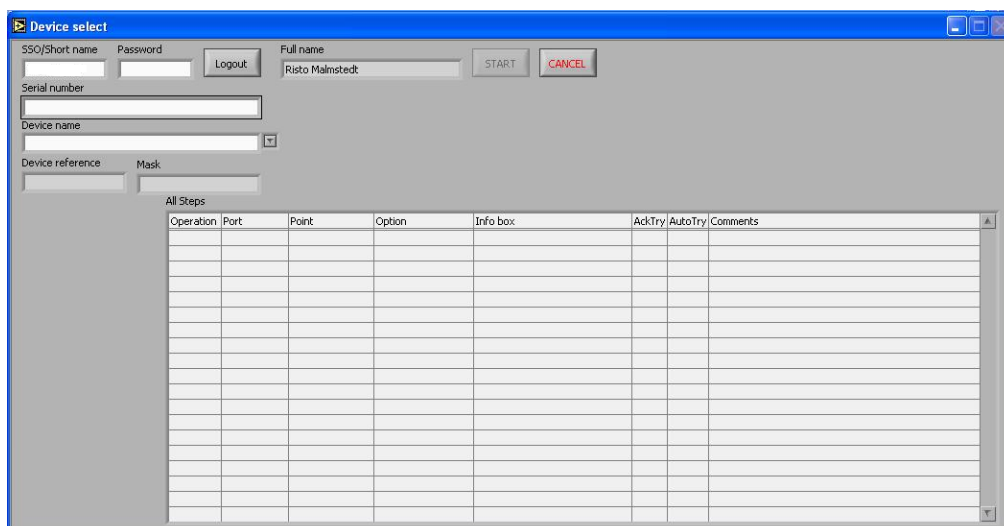 Device select
SSO/Short name Password Full name
Logout Risto Malmstedt START CANCEL
Serial number
Device name
Device reference Mask
All Steps
Operation Port Point Option Info box AckTry AutoTry Comments